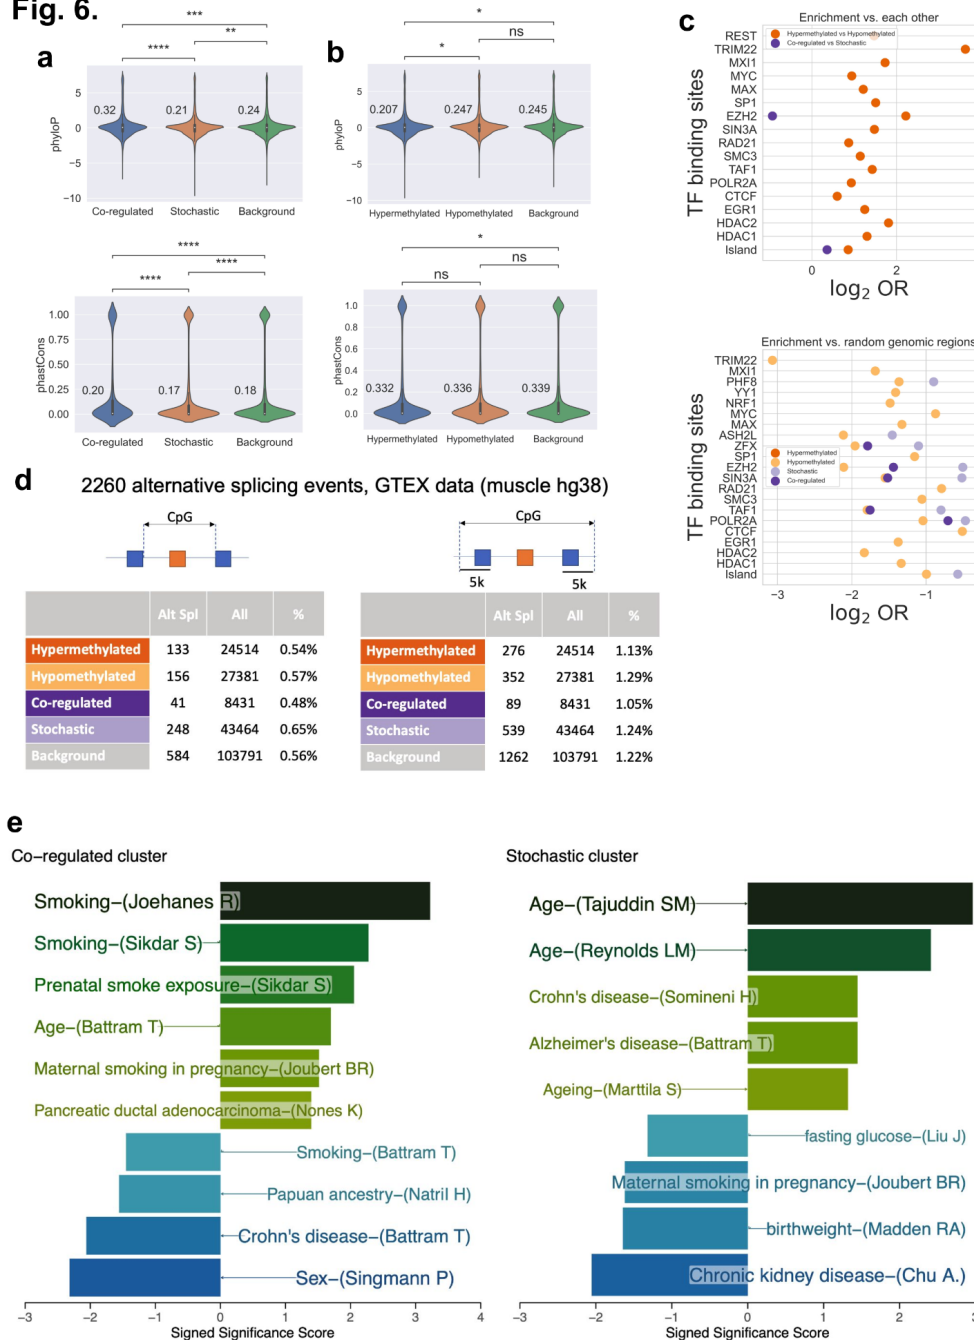 Fig. 6.
a
***
**
****
5
0
−5
−10
phyloP
0.32
0.21
0.24
Co-regulated
Stochastic
Background
****
****
****
1.00
0.75
0.50
0.25
0.00
phastCons
0.20
0.17
0.18
Co-regulated
Stochastic
Background
b
*
ns
*
5
0
−5
−10
phyloP
0.207
0.247
0.245
Hypermethylated
Hypomethylated
Background
*
ns
ns
1.0
0.8
0.6
0.4
0.2
0.0
phastCons
0.332
0.336
0.339
Hypermethylated
Hypomethylated
Background
c
Enrichment vs. each other
Hypermethylated vs Hypomethylated
Co-regulated vs Stochastic
TF binding sites
REST
TRIM22
MXI1
MYC
MAX
SP1
EZH2
SIN3A
RAD21
SMC3
TAF1
POLR2A
CTCF
EGR1
HDAC2
HDAC1
Island
0 2
log2 OR
Enrichment vs. random genomic regions
TF binding sites
TRIM22
MXI1
PHF8
YY1
NRF1
MYC
MAX
ASH2L
ZFX
SP1
EZH2
SIN3A
RAD21
SMC3
TAF1
POLR2A
CTCF
EGR1
HDAC2
HDAC1
Island
Hypermethylated
Hypomethylated
Stochastic
Co-regulated
−3 −2 −1
log2 OR
d
2260 alternative splicing events, GTEX data (muscle hg38)
CpG
CpG
5k 5k
Alt Spl All %
Hypermethylated 133 24514 0.54%
Hypomethylated 156 27381 0.57%
Co-regulated 41 8431 0.48%
Stochastic 248 43464 0.65%
Background 584 103791 0.56%
Alt Spl All %
Hypermethylated 276 24514 1.13%
Hypomethylated 352 27381 1.29%
Co-regulated 89 8431 1.05%
Stochastic 539 43464 1.24%
Background 1262 103791 1.22%
e
Co−regulated cluster
Smoking−(Joehanes R)
Smoking−(Sikdar S)
Prenatal smoke exposure−(Sikdar S)
Age−(Battram T)
Maternal smoking in pregnancy−(Joubert BR)
Pancreatic ductal adenocarcinoma−(Nones K)
Smoking−(Battram T)
Papuan ancestry−(Natril H)
Crohn's disease−(Battram T)
Sex−(Singmann P)
−3 −2 −1 0 1 2 3 4
Signed Significance Score
Stochastic cluster
Age−(Tajuddin SM)
Age−(Reynolds LM)
Crohn's disease−(Somineni H)
Alzheimer's disease−(Battram T)
Ageing−(Marttila S)
fasting glucose−(Liu J)
Maternal smoking in pregnancy−(Joubert BR)
birthweight−(Madden RA)
Chronic kidney disease−(Chu A.)
−3 −2 −1 0 1 2 3
Signed Significance Score